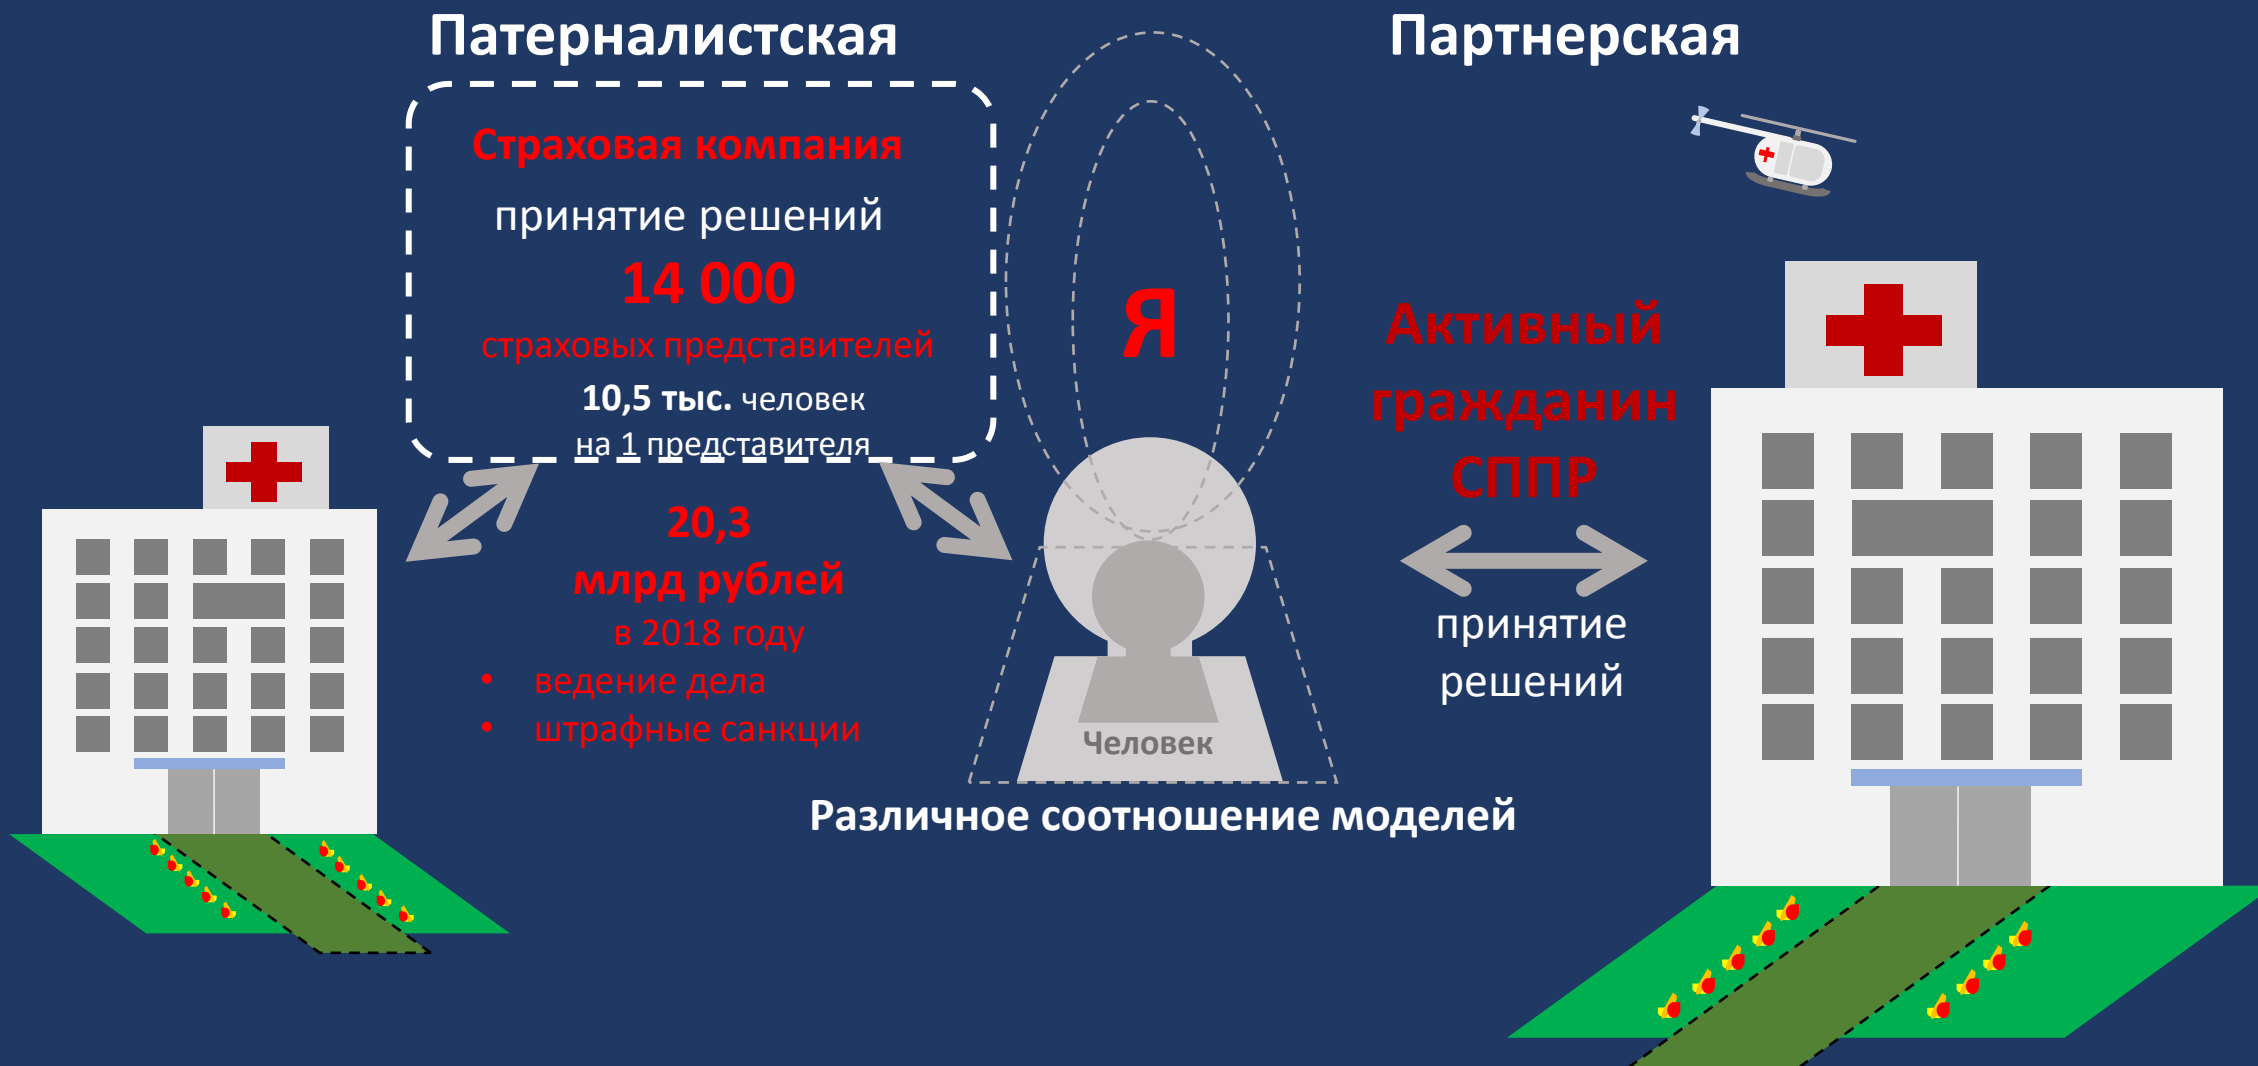 Патерналистская
Партнерская
Страховая компания
принятие решений
14 000
страховых представителей
10,5 тыс. человек
на 1 представителя
20,3
млрд рублей
в 2018 году
• ведение дела
• штрафные санкции
Я
Человек
Активный
гражданин
СППР
принятие
решений
Различное соотношение моделей